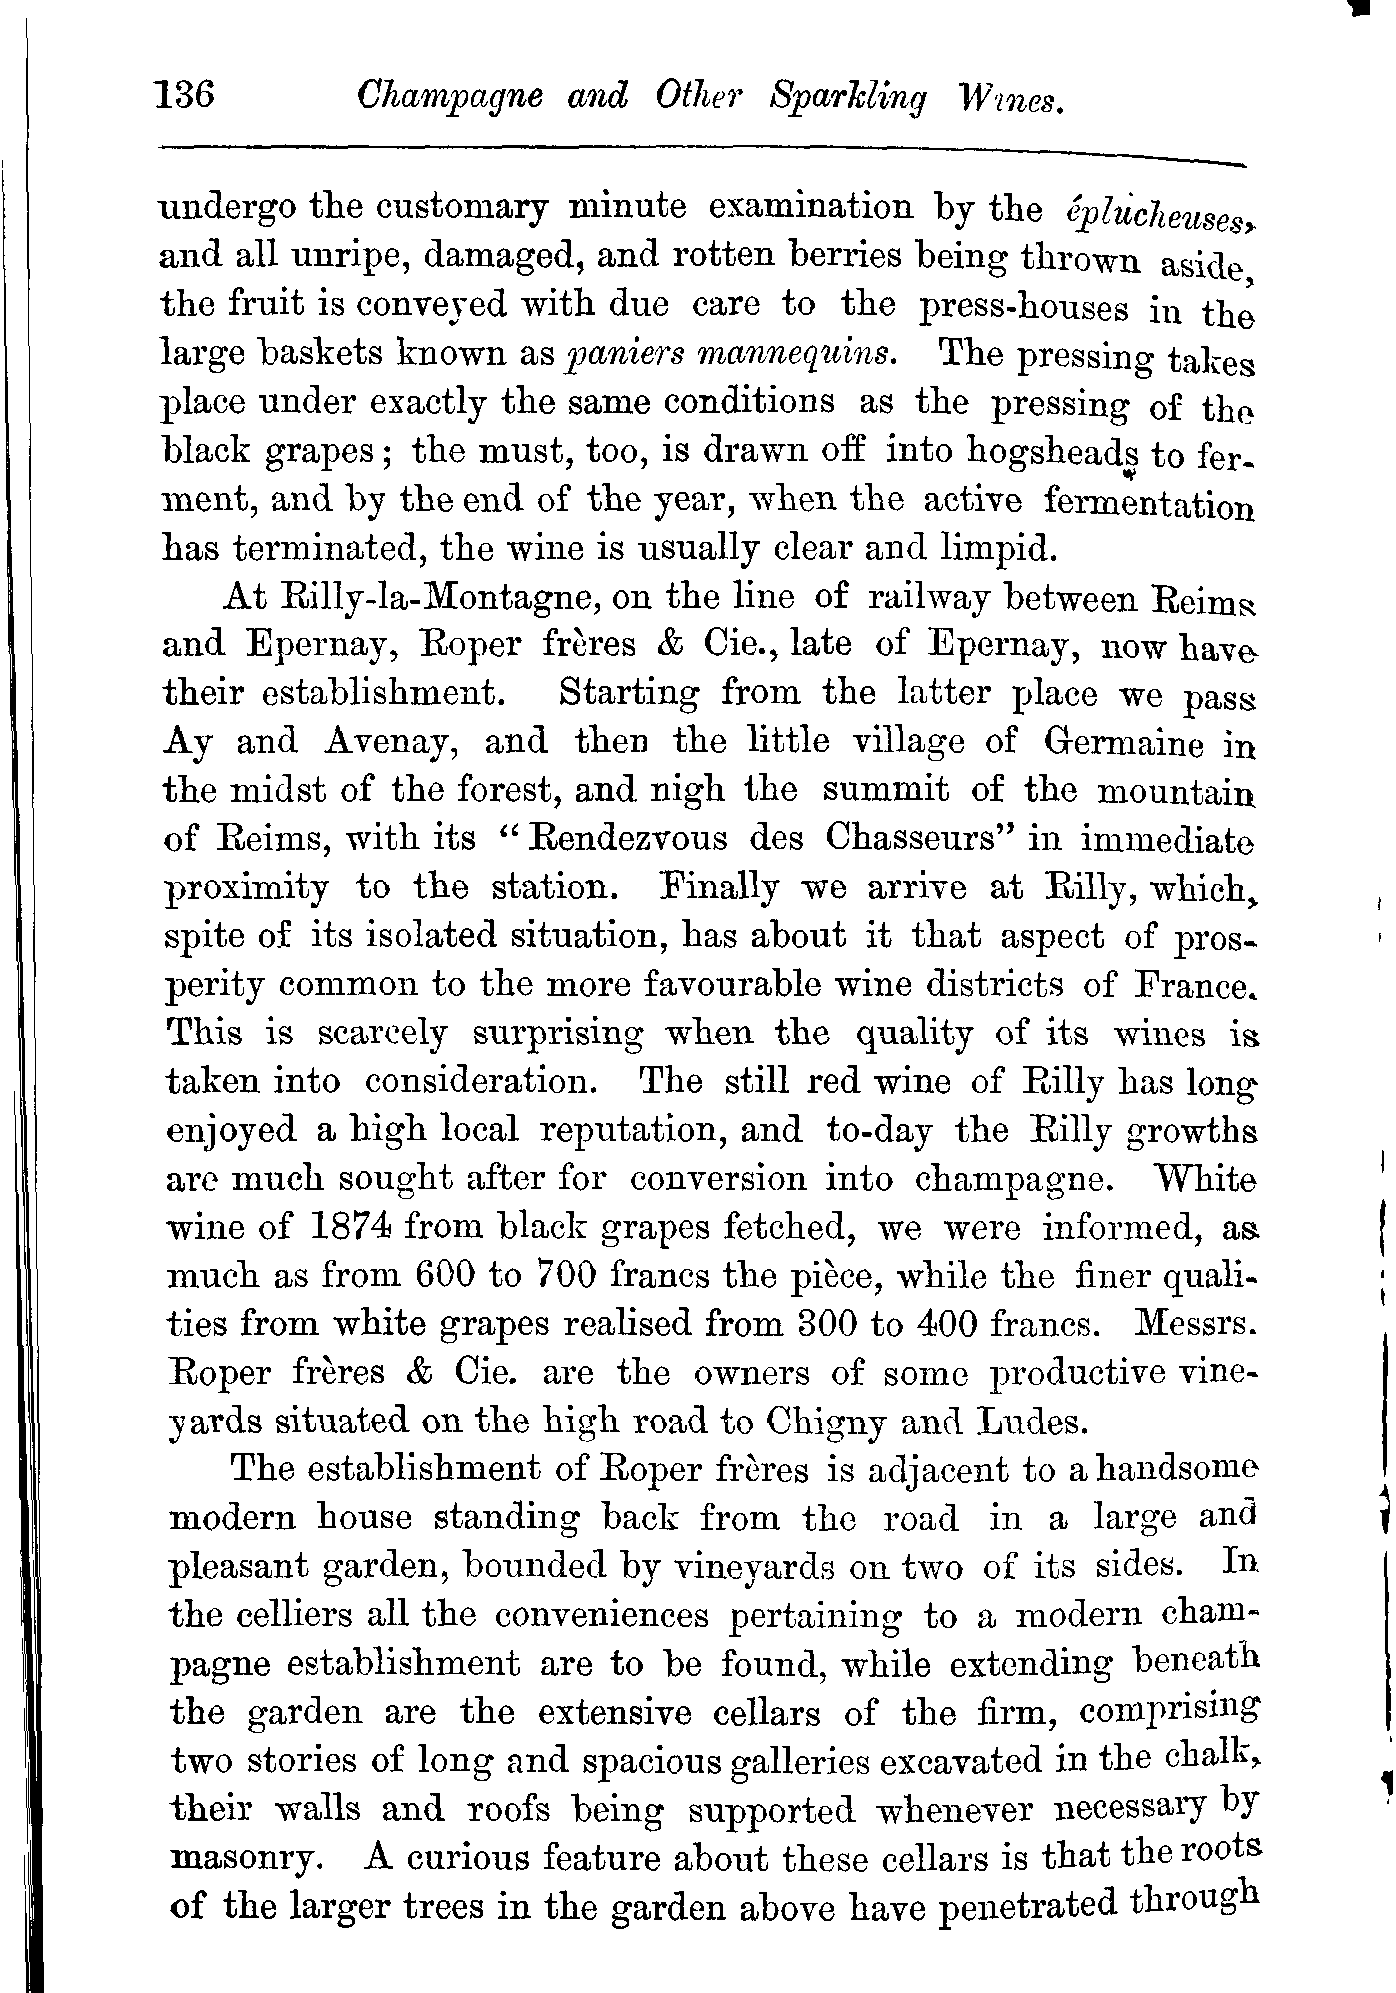 136 Champagne and Other Sparkling Wines.
undergo the customary minute examination by the éplucheuses,
and all unripe, damaged, and rotten berries being thrown aside,
the fruit is conveyed with due care to the press-houses in the
large baskets known as paniers mannequins. The pressing takes
place under exactly the same conditions as the pressing of the
black grapes; the must, too, is drawn off into hogsheads to fer-
ment, and by the end of the year, when the active fermentation
has terminated, the wine is usually clear and limpid.
At Rilly-la-Montagne, on the line of railway between Reims
and Epernay, Roper frères & Cie., late of Epernay, now have
their establishment. Starting from the latter place we pass
Ay and Avenay, and then the little village of Germaine in
the midst of the forest, and nigh the summit of the mountain
of Reims, with its “Rendezvous des Chasseurs” in immediate
proximity to the station. Finally we arrive at Rilly, which,
spite of its isolated situation, has about it that aspect of pros-
perity common to the more favourable wine districts of France.
This is scarcely surprising when the quality of its wines is
taken into consideration. The still red wine of Rilly has long
enjoyed a high local reputation, and to-day the Rilly growths
are much sought after for conversion into champagne. White
wine of 1874 from black grapes fetched, we were informed, as
much as from 600 to 700 francs the pièce, while the finer quali-
ties from white grapes realised from 300 to 400 francs. Messrs.
Roper frères & Cie. are the owners of some productive vine-
yards situated on the high road to Chigny and Ludes.
The establishment of Roper frères is adjacent to a handsome
modern house standing back from the road in a large and
pleasant garden, bounded by vineyards on two of its sides. In
the celliers all the conveniences pertaining to a modern cham-
pagne establishment are to be found, while extending beneath
the garden are the extensive cellars of the firm, comprising
two stories of long and spacious galleries excavated in the chalk,
their walls and roofs being supported whenever necessary by
masonry. A curious feature about these cellars is that the roots
of the larger trees in the garden above have penetrated through